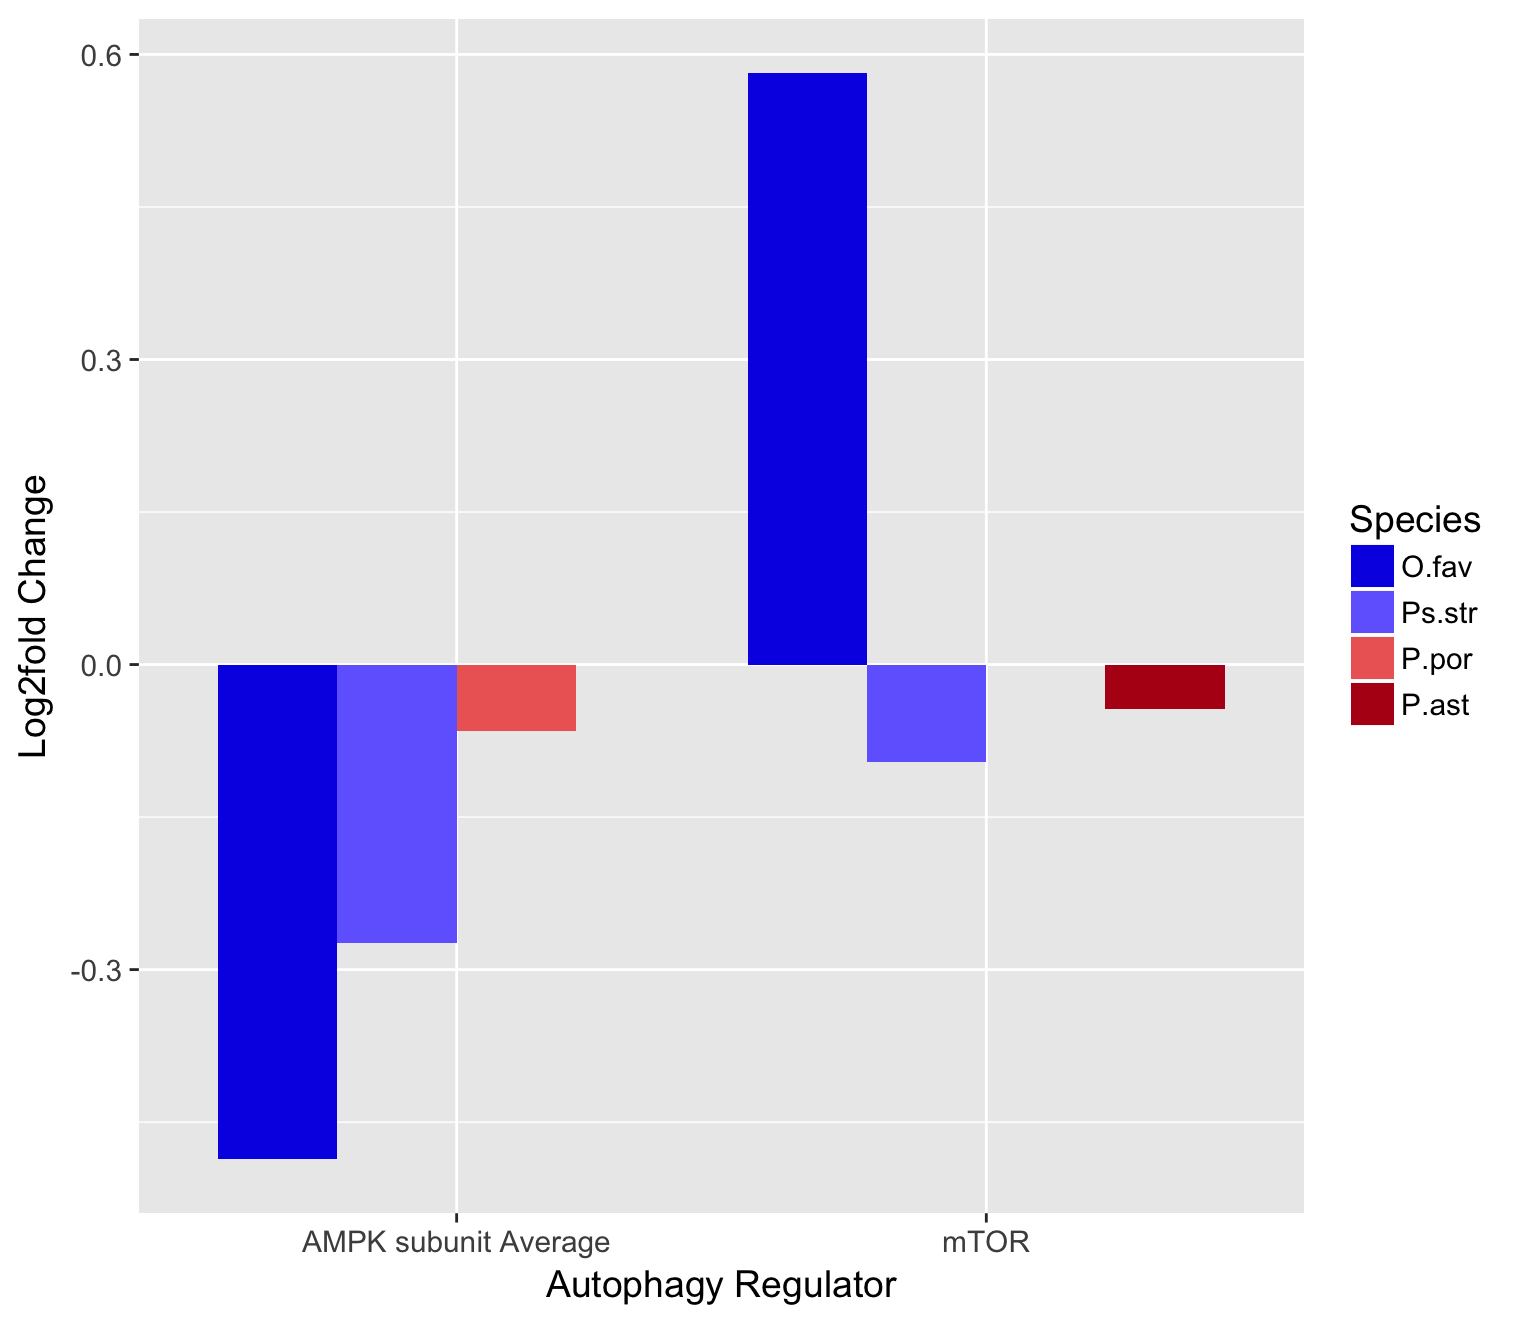 Log2fold Change
0.6
0.3
0.0
-0.3
AMPK subunit Average
mTOR
Autophagy Regulator
Species
O.fav
Ps.str
P.por
P.ast